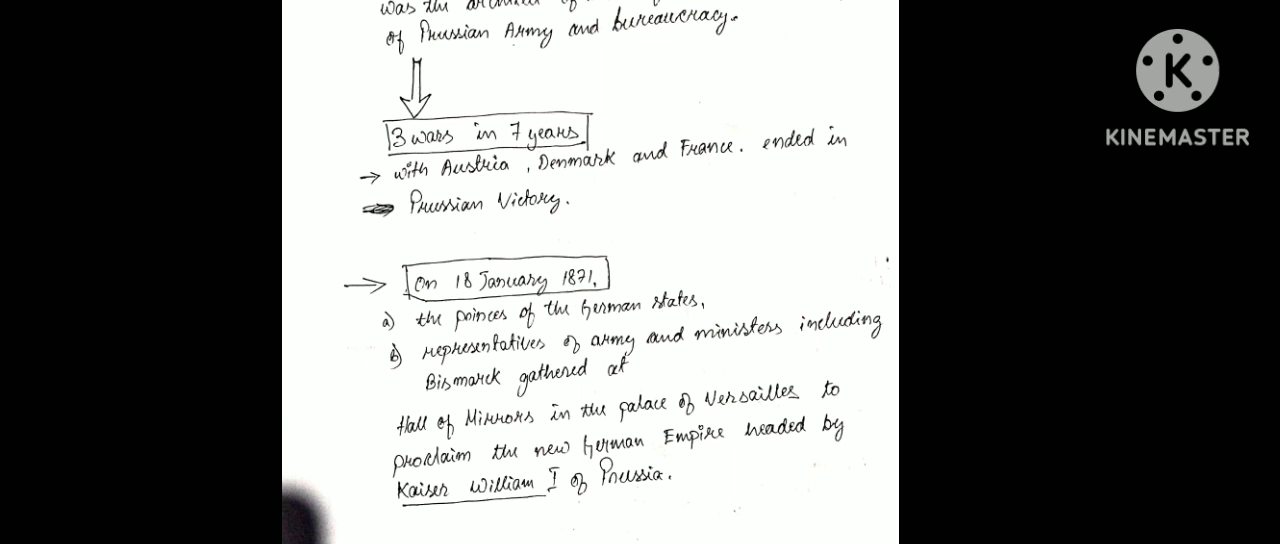 was the
of Prussian Army and bureaucracy.
3 wars in 7 years
→ with Austria, Denmark and France. ended in
Prussian Victory.
→ On 18 January 1871,
a) the princes of the German states,
b) representatives of army and ministers including
Bismarck gathered at
Hall of Mirrors in the palace of Versailles to
proclaim the new German Empire headed by
Kaiser William I of Prussia.
K
KINEMASTER